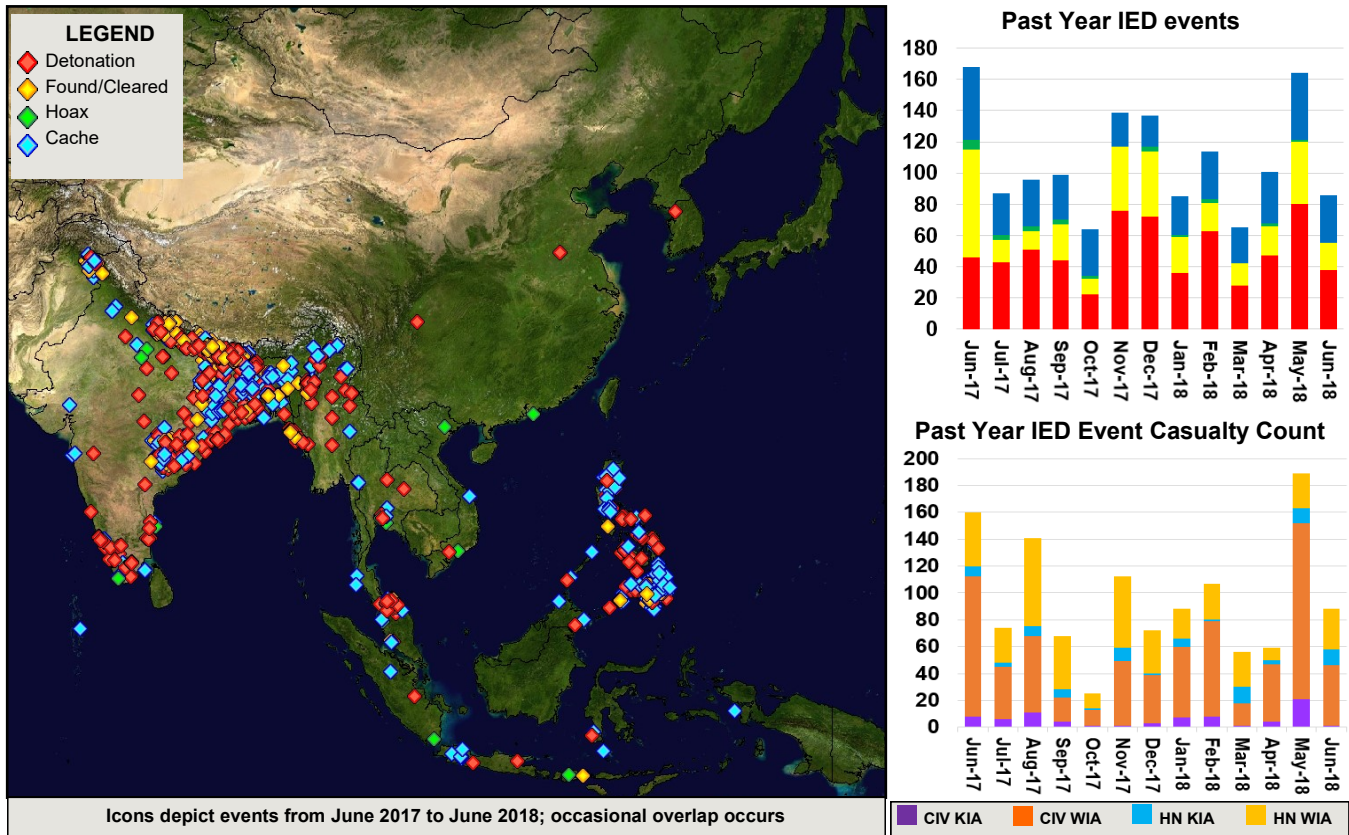 LEGEND
Detonation
Found/Cleared
Hoax
Cache
Icons depict events from June 2017 to June 2018; occasional overlap occurs
Past Year IED events
180
160
140
120
100
80
60
40
20
0
Jun-17
Jul-17
Aug-17
Sep-17
Oct-17
Nov-17
Dec-17
Jan-18
Feb-18
Mar-18
Apr-18
May-18
Jun-18
Past Year IED Event Casualty Count
200
180
160
140
120
100
80
60
40
20
0
Jun-17
Jul-17
Aug-17
Sep-17
Oct-17
Nov-17
Dec-17
Jan-18
Feb-18
Mar-18
Apr-18
May-18
Jun-18
CIV KIA CIV WIA HN KIA HN WIA